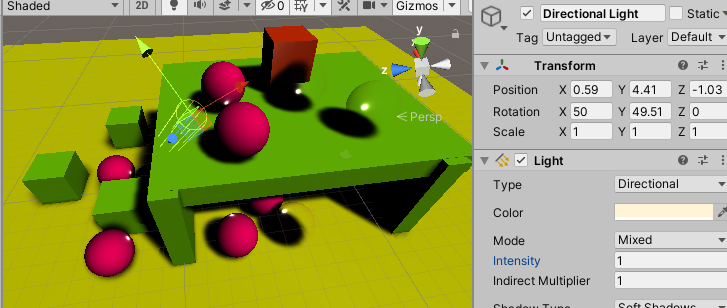 Shaded
2D
0
Gizmos
y
z
Persp
Directional Light
Static
Tag Untagged Layer Default
Transform
Position X 0.59 Y 4.41 Z -1.03
Rotation X 50 Y 49.51 Z 0
Scale X 1 Y 1 Z 1
Light
Type Directional
Color
Mode Mixed
Intensity 1
Indirect Multiplier 1
Shadow Type Soft Shadows